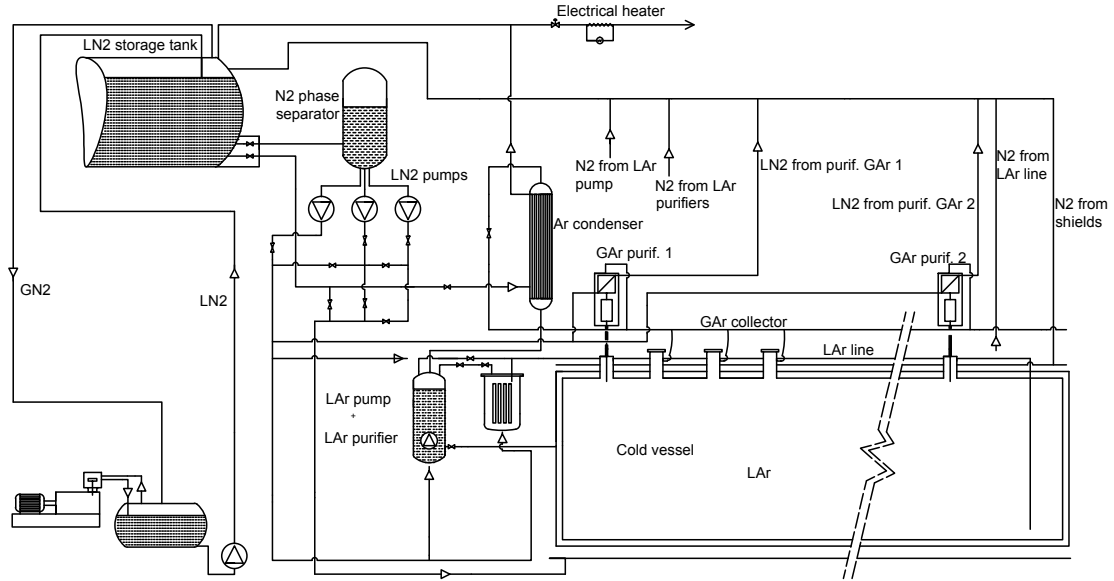 Electrical heater
LN2 storage tank
N2 phase
separator
LN2 pumps
N2 from LAr
pump
N2 from LAr
purifiers
LN2 from purif. GAr 1
LN2 from purif. GAr 2
N2 from
LAr line
N2 from
shields
Ar condenser
GAr purif. 1
GAr purif. 2
GN2
LN2
GAr collector
LAr line
LAr pump
+
LAr purifier
Cold vessel
LAr